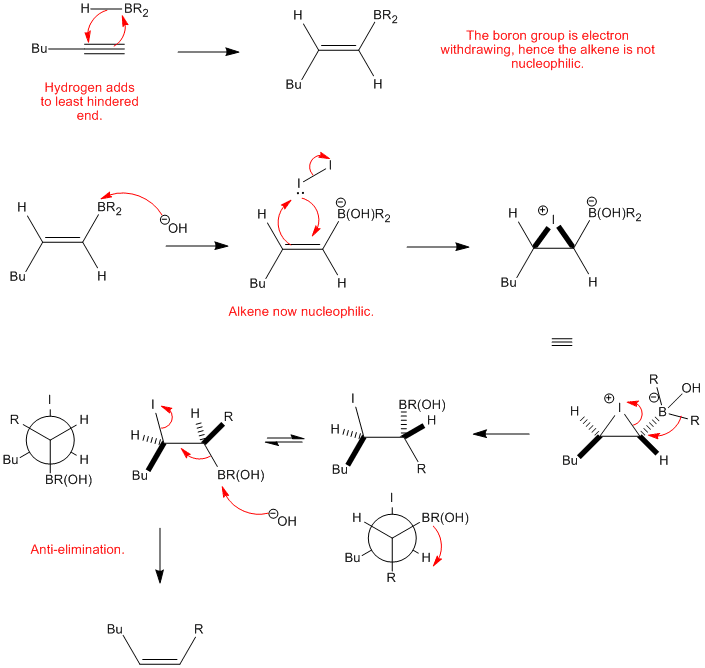 H BR2
Bu
Hydrogen adds
to least hindered
end.
H BR2
Bu H
The boron group is electron
withdrawing, hence the alkene is not
nucleophilic.
H BR2
Bu H
⊖OH
I I
H ⊖
B(OH)R2
Bu H
Alkene now nucleophilic.
⊕ I ⊖
H B(OH)R2
Bu H
I
R H
Bu H
BR(OH)
I H R
H
Bu BR(OH)
⊖OH
I BR(OH)
H H
Bu R
⊕ I R ⊖ OH
H B R
Bu H
I
H BR(OH)
Bu H
R
Anti-elimination.
Bu R